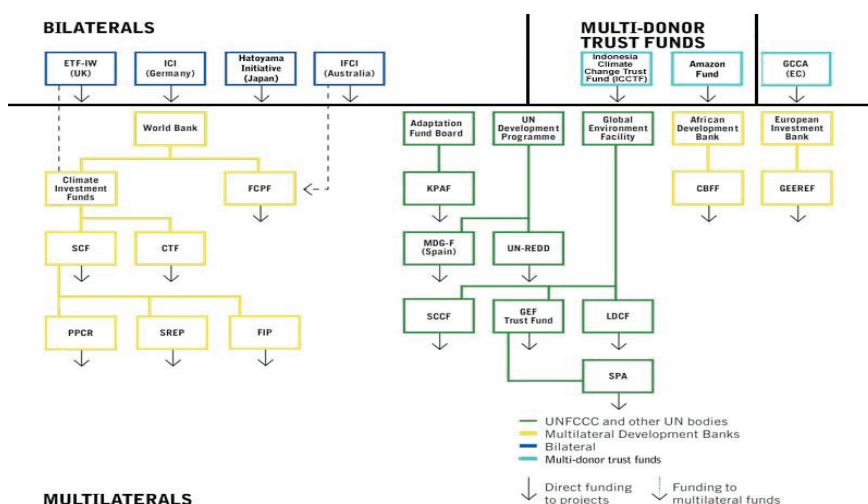 BILATERALS
MULTI-DONOR
TRUST FUNDS
ETF-IW
(UK)
ICI
(Germany)
Hatoyama
Initiative
(Japan)
IFCI
(Australia)
Indonesia
Climate
Change Trust
Fund (ICCTF)
Amazon
Fund
GCCA
(EC)
World Bank
Adaptation
Fund Board
UN
Development
Programme
Global
Environment
Facility
African
Development
Bank
European
Investment
Bank
Climate
Investment
Funds
FCPF
KPAF
CBFF
GEEREF
SCF
CTF
MDG-F
(Spain)
UN-REDD
PPCR
SREP
FIP
SCCF
GEF
Trust Fund
LDCF
SPA
UNFCCC and other UN bodies
Multilateral Development Banks
Bilateral
Multi-donor trust funds
Direct funding
to projects
Funding to
multilateral funds
MULTILATERALS